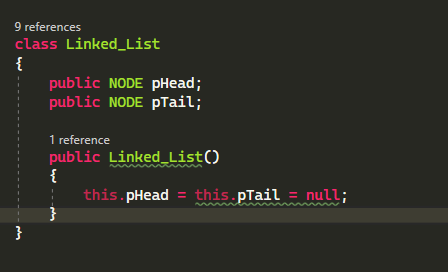 9 references
class Linked_List
{
public NODE pHead;
public NODE pTail;
1 reference
public Linked_List()
{
this.pHead = this.pTail = null;
}
}